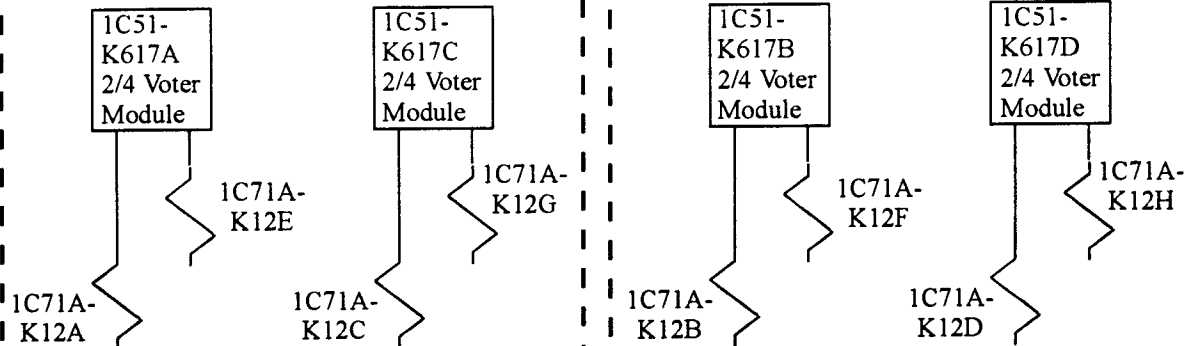 1C51-
K617A
2/4 Voter
Module
1C51-
K617C
2/4 Voter
Module
1C51-
K617B
2/4 Voter
Module
1C51-
K617D
2/4 Voter
Module
1C71A-
K12E
1C71A-
K12G
1C71A-
K12F
1C71A-
K12H
1C71A-
K12A
1C71A-
K12C
1C71A-
K12B
1C71A-
K12D